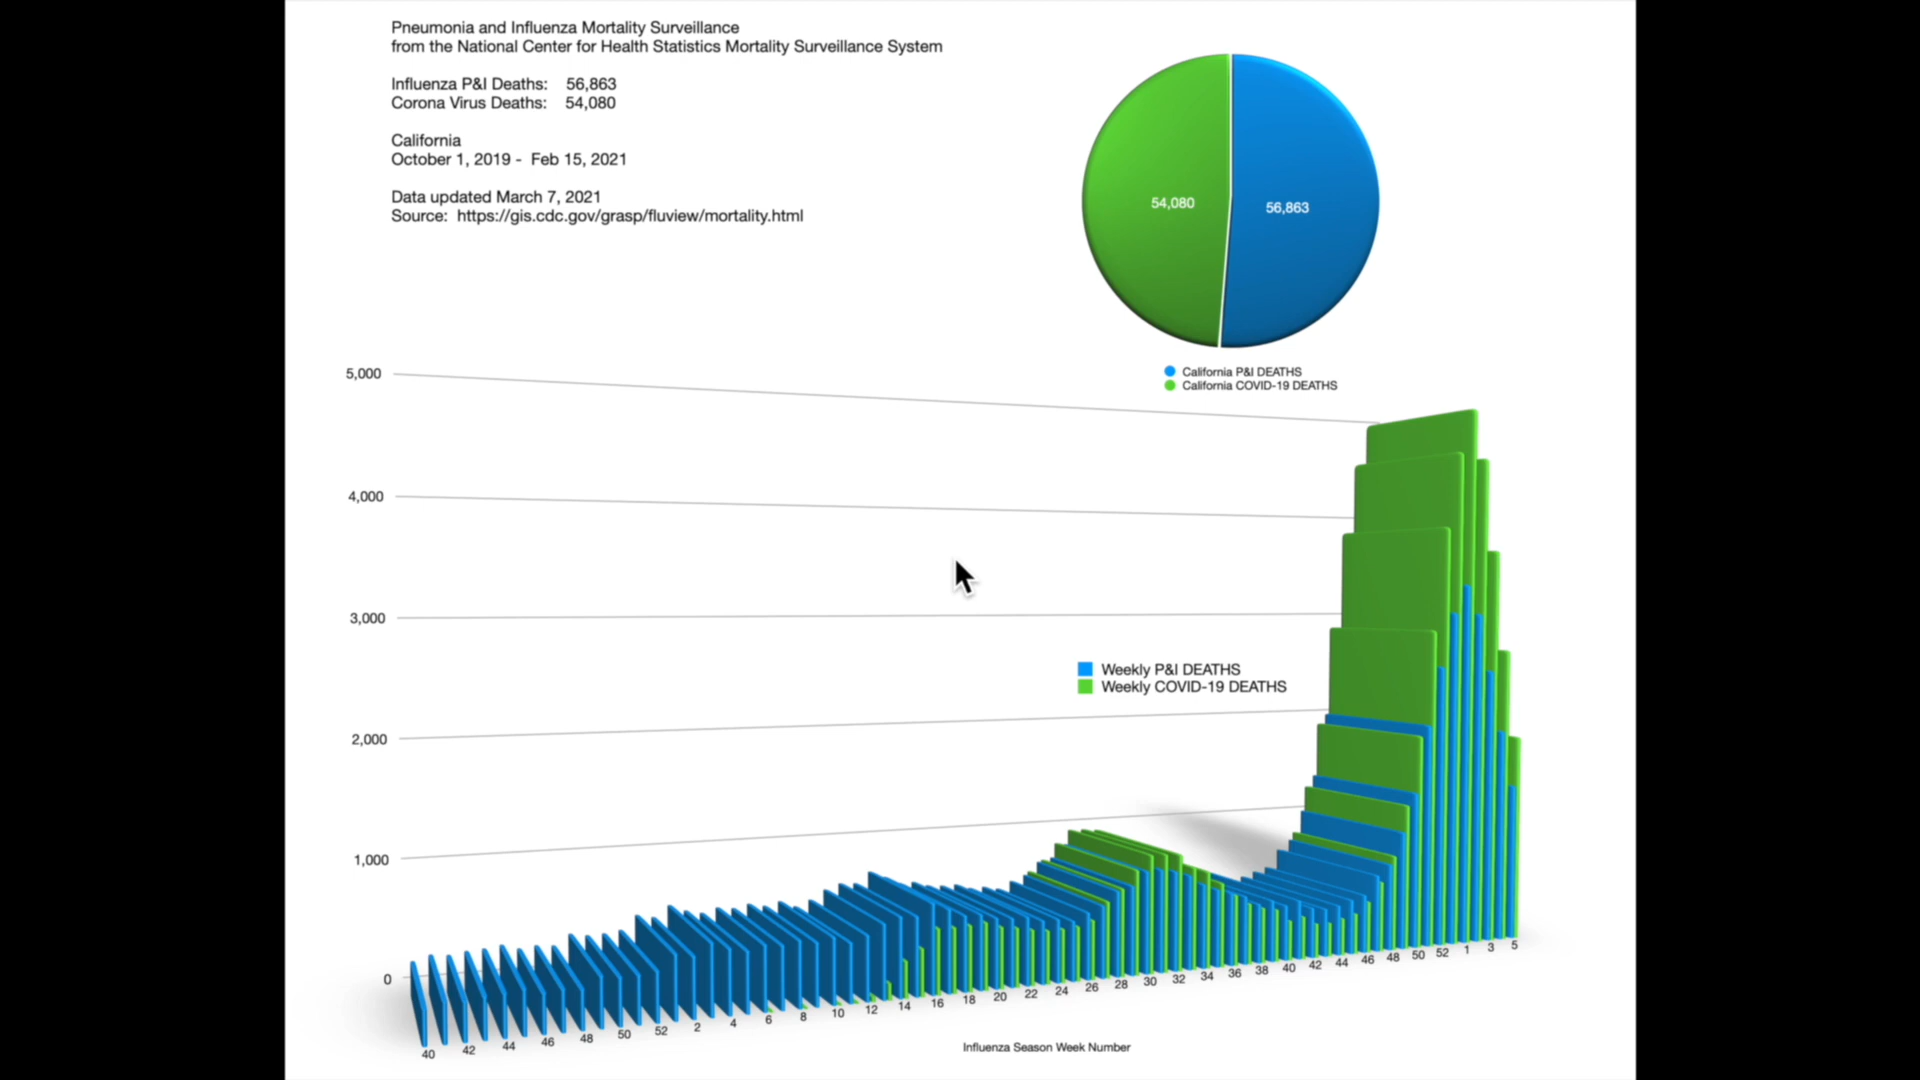 Pneumonia and Influenza Mortality Surveillance
from the National Center for Health Statistics Mortality Surveillance System
Influenza P&I Deaths: 56,863
Corona Virus Deaths: 54,080
California
October 1, 2019 - Feb 15, 2021
Data updated March 7, 2021
Source: https://gis.cdc.gov/grasp/fluview/mortality.html
54,080
56,863
California P&I DEATHS
California COVID-19 DEATHS
5,000
4,000
3,000
Weekly P&I DEATHS
Weekly COVID-19 DEATHS
2,000
1,000
0
40 42 44 46 48 50 52 2 4 6 8 10 12 14 16 18 20 22 24 26 28 30 32 34 36 38 40 42 44 46 48 50 52 1 3 5
Influenza Season Week Number